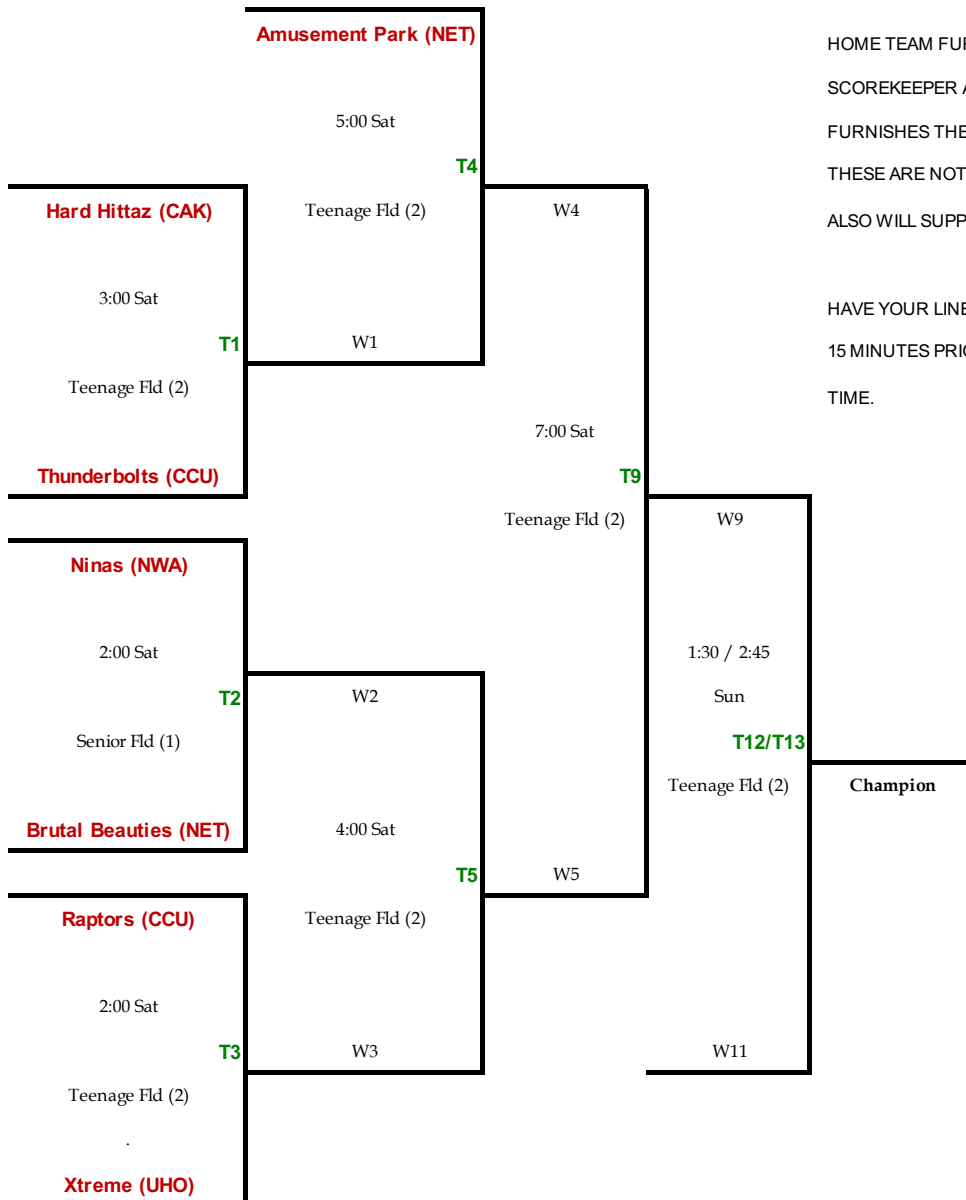 Amusement Park (NET)
5:00 Sat
T4
Teenage Fld (2)
W1
Hard Hittaz (CAK)
3:00 Sat
T1
Teenage Fld (2)
Thunderbolts (CCU)
Ninas (NWA)
2:00 Sat
T2
Senior Fld (1)
Brutal Beauties (NET)
Raptors (CCU)
2:00 Sat
T3
Teenage Fld (2)
.
Xtreme (UHO)
W2
4:00 Sat
T5
Teenage Fld (2)
W3
W4
7:00 Sat
T9
Teenage Fld (2)
W5
W9
1:30 / 2:45
Sun
T12/T13
Teenage Fld (2)
W11
Champion
HOME TEAM
SCOREKEEPER
FURNISHES THE
THESE ARE NOT
ALSO WILL
HAVE YOUR
15 MINUTES
TIME.